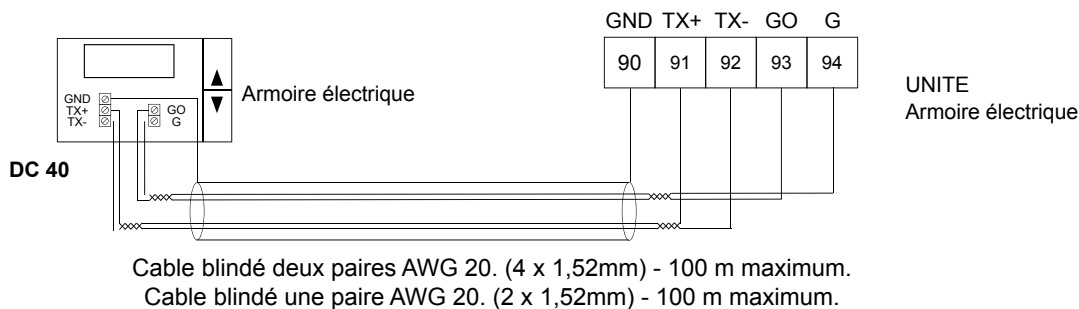 GND TX+ TX- GO G
90 91 92 93 94
GND
TX+
TX-
GO
G
Armoire électrique
UNITE
Armoire électrique
DC 40
Cable blindé deux paires AWG 20. (4 x 1,52mm) - 100 m maximum.
Cable blindé une paire AWG 20. (2 x 1,52mm) - 100 m maximum.